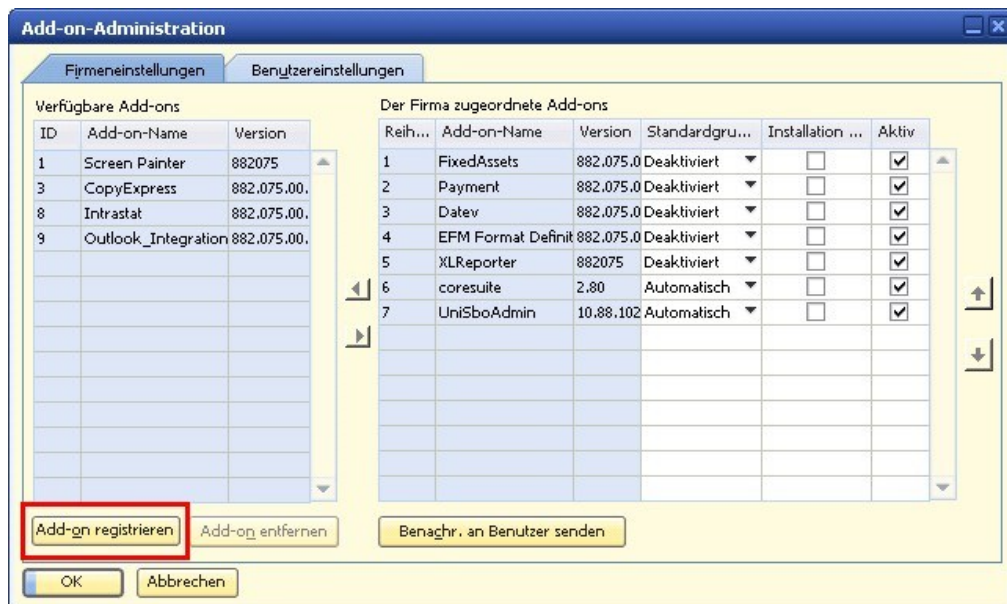 Add-on-Administration
Firmeneinstellungen Benutzereinstellungen
Verfügbare Add-ons
ID Add-on-Name Version
1 Screen Painter 882075
3 CopyExpress 882.075.00.
8 Intrastat 882.075.00.
9 Outlook_Integration 882.075.00.
Der Firma zugeordnete Add-ons
Reih... Add-on-Name Version Standardgru... Installation ... Aktiv
1 FixedAssets 882.075.0 Deaktiviert
2 Payment 882.075.0 Deaktiviert
3 Datev 882.075.0 Deaktiviert
4 EFM Format Definit 882.075.0 Deaktiviert
5 XLReporter 882075 Deaktiviert
6 coresuite 2.80 Automatisch
7 UniSboAdmin 10.88.102 Automatisch
Add-on registrieren Add-on entfernen Benachr. an Benutzer senden
OK Abbrechen